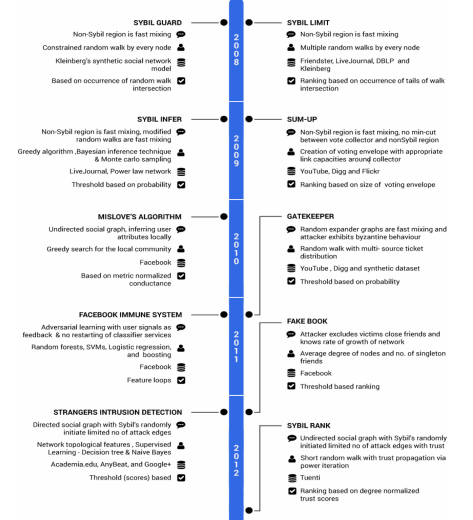 SYBIL GUARD
Non-Sybil region is fast mixing
Constrained random walk by every node
Kleinberg's synthetic social network
model
Based on occurrence of random walk
intersection
2008
SYBIL LIMIT
Non-Sybil region is fast mixing
Multiple random walks by every node
Friendster, LiveJournal, DBLP and
Kleinberg
Ranking based on occurrence of tails of walk
intersection
SYBIL INFER
Non-Sybil region is fast mixing, modified
random walks are fast mixing
Greedy algorithm ,Bayesian inference technique
& Monte carlo sampling
LiveJournal, Power law network
Threshold based on probability
2009
SUM-UP
Non-Sybil region is fast mixing, no min-cut
between vote collector and nonSybil region
Creation of voting envelope with appropriate
link capacities around collector
YouTube, Digg and Flickr
Ranking based on size of voting envelope
MISLOVE'S ALGORITHM
Undirected social graph, inferring user
attributes locally
Greedy search for the local community
Facebook
Based on metric normalized
conductance
2010
GATEKEEPER
Random expander graphs are fast mixing and
attacker exhibits byzantine behaviour
Random walk with multi- source ticket
distribution
YouTube , Digg and synthetic dataset
Threshold based on probability
FACEBOOK IMMUNE SYSTEM
Adversarial learning with user signals as
feedback & no restarting of classifier services
Random forests, SVMs, Logistic regression,
and boosting
Facebook
Feature loops
2011
FAKE BOOK
Attacker excludes victims close friends and
knows rate of growth of network
Average degree of nodes and no. of singleton
friends
Facebook
Threshold based ranking
STRANGERS INTRUSION DETECTION
Directed social graph with Sybil's randomly
initiate limited no of attack edges
Network topological features , Supervised
Learning - Decision tree & Naive Bayes
Academia.edu, AnyBeat, and Google+
Threshold (scores) based
2012
SYBIL RANK
Undirected social graph with Sybil's randomly
initiated limited no of attack edges with trust
Short random walk with trust propagation via
power iteration
Tuenti
Ranking based on degree normalized
trust scores